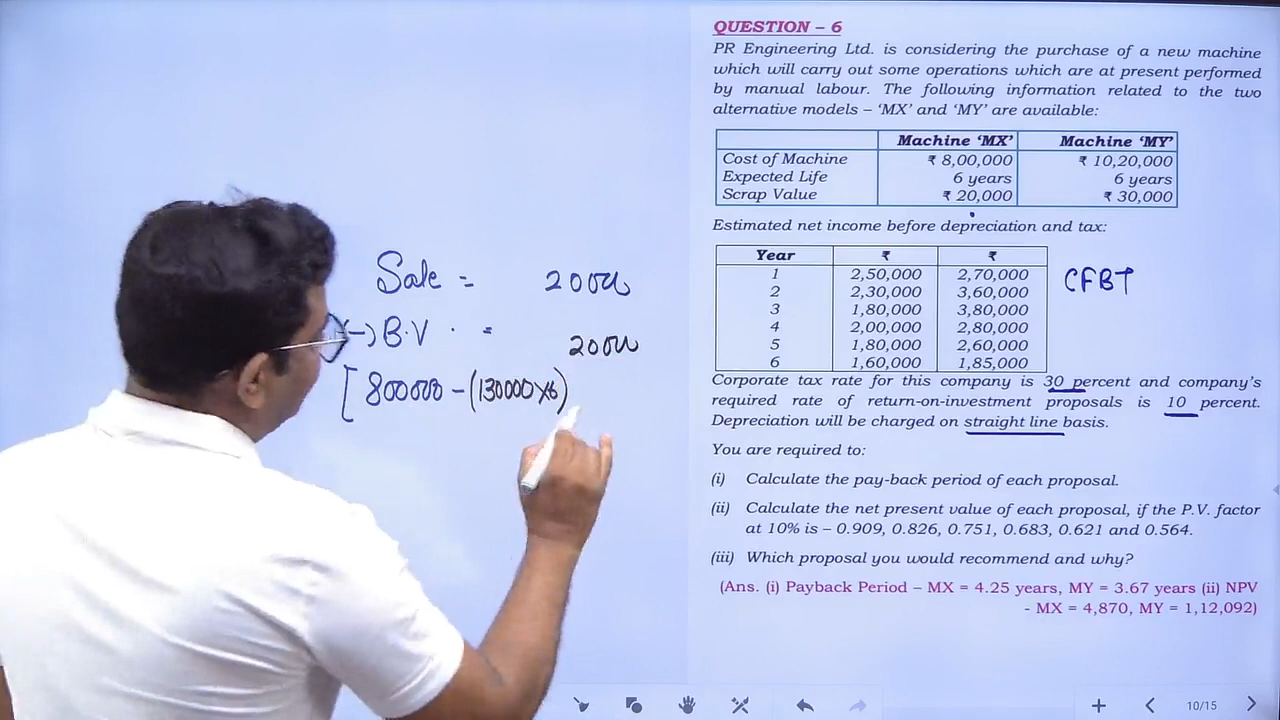 Sale = 20000
(-) B.V. = 20000
[800000 - (130000×6)
QUESTION – 6
PR Engineering Ltd. is considering the purchase of a new machine
which will carry out some operations which are at present performed
by manual labour. The following information related to the two
alternative models – ‘MX’ and ‘MY’ are available:
Machine ‘MX’ Machine ‘MY’
Cost of Machine ₹ 8,00,000 ₹ 10,20,000
Expected Life 6 years 6 years
Scrap Value ₹ 20,000 ₹ 30,000
Estimated net income before depreciation and tax:
Year ₹ ₹
1 2,50,000 2,70,000 CFBT
2 2,30,000 3,60,000
3 1,80,000 3,80,000
4 2,00,000 2,80,000
5 1,80,000 2,60,000
6 1,60,000 1,85,000
Corporate tax rate for this company is 30 percent and company’s
required rate of return-on-investment proposals is 10 percent.
Depreciation will be charged on straight line basis.
You are required to:
(i) Calculate the pay-back period of each proposal.
(ii) Calculate the net present value of each proposal, if the P.V. factor
at 10% is – 0.909, 0.826, 0.751, 0.683, 0.621 and 0.564.
(iii) Which proposal you would recommend and why?
(Ans. (i) Payback Period – MX = 4.25 years, MY = 3.67 years (ii) NPV
- MX = 4,870, MY = 1,12,092)
10/15